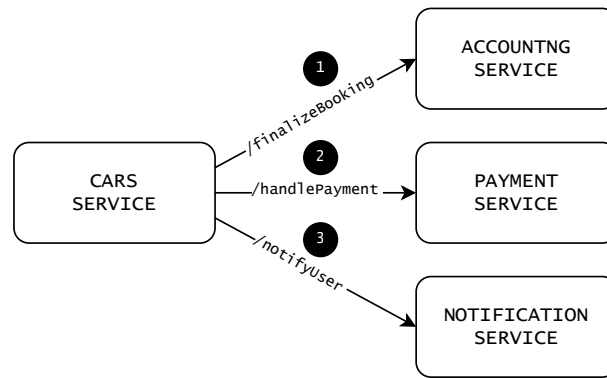 1
ACCOUNTNG
SERVICE
/finalizeBooking
2
CARS
SERVICE
/handlePayment
PAYMENT
SERVICE
3
/notifyUser
NOTIFICATION
SERVICE